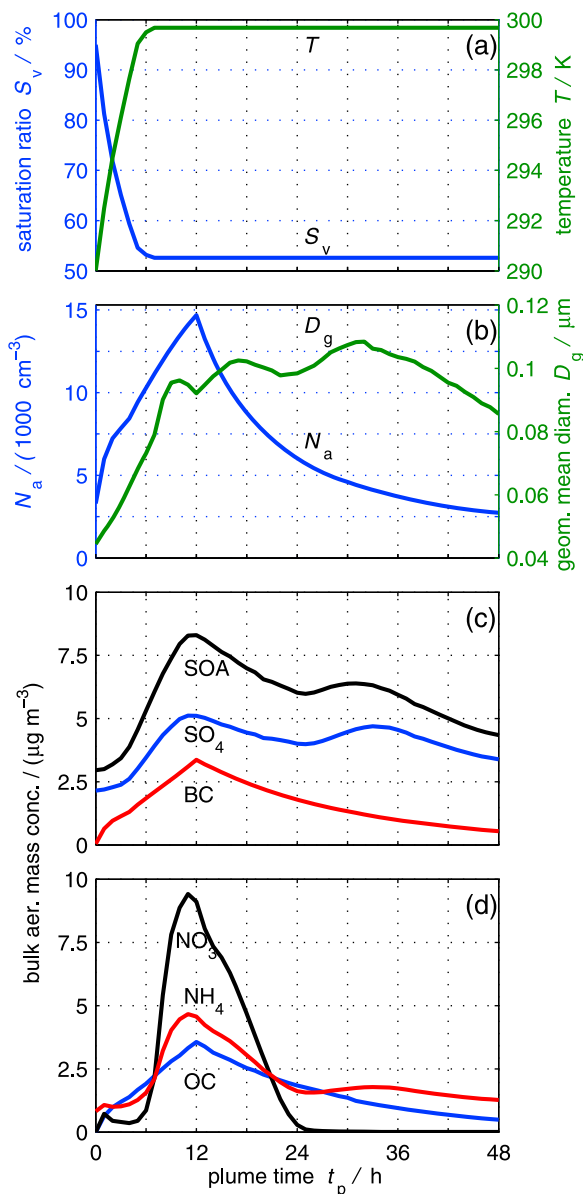 (a)
saturation ratio S_v / %
100
90
80
70
60
50
T
S_v
300
298
296
294
292
290
temperature T / K
(b)
N_a / (1000 cm⁻³)
15
10
5
0
D_g
N_a
0.12
0.1
0.08
0.06
0.04
geom. mean diam. D_g / µm
bulk aer. mass conc. / (µg m⁻³)
(c)
10
7.5
5
2.5
0
SOA
SO₄
BC
(d)
10
7.5
5
2.5
0
NO₃
NH₄
OC
0 12 24 36 48
plume time t_p / h